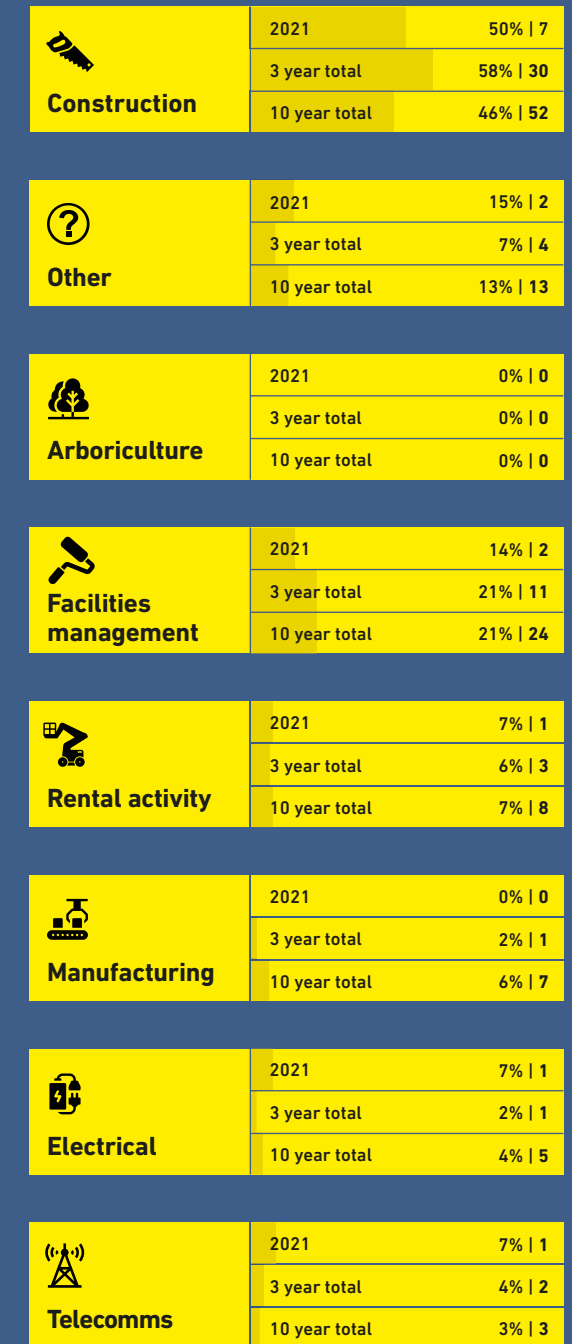 Construction
2021 50% | 7
3 year total 58% | 30
10 year total 46% | 52
Other
2021 15% | 2
3 year total 7% | 4
10 year total 13% | 13
Arboriculture
2021 0% | 0
3 year total 0% | 0
10 year total 0% | 0
Facilities
management
2021 14% | 2
3 year total 21% | 11
10 year total 21% | 24
Rental activity
2021 7% | 1
3 year total 6% | 3
10 year total 7% | 8
Manufacturing
2021 0% | 0
3 year total 2% | 1
10 year total 6% | 7
Electrical
2021 7% | 1
3 year total 2% | 1
10 year total 4% | 5
Telecomms
2021 7% | 1
3 year total 4% | 2
10 year total 3% | 3